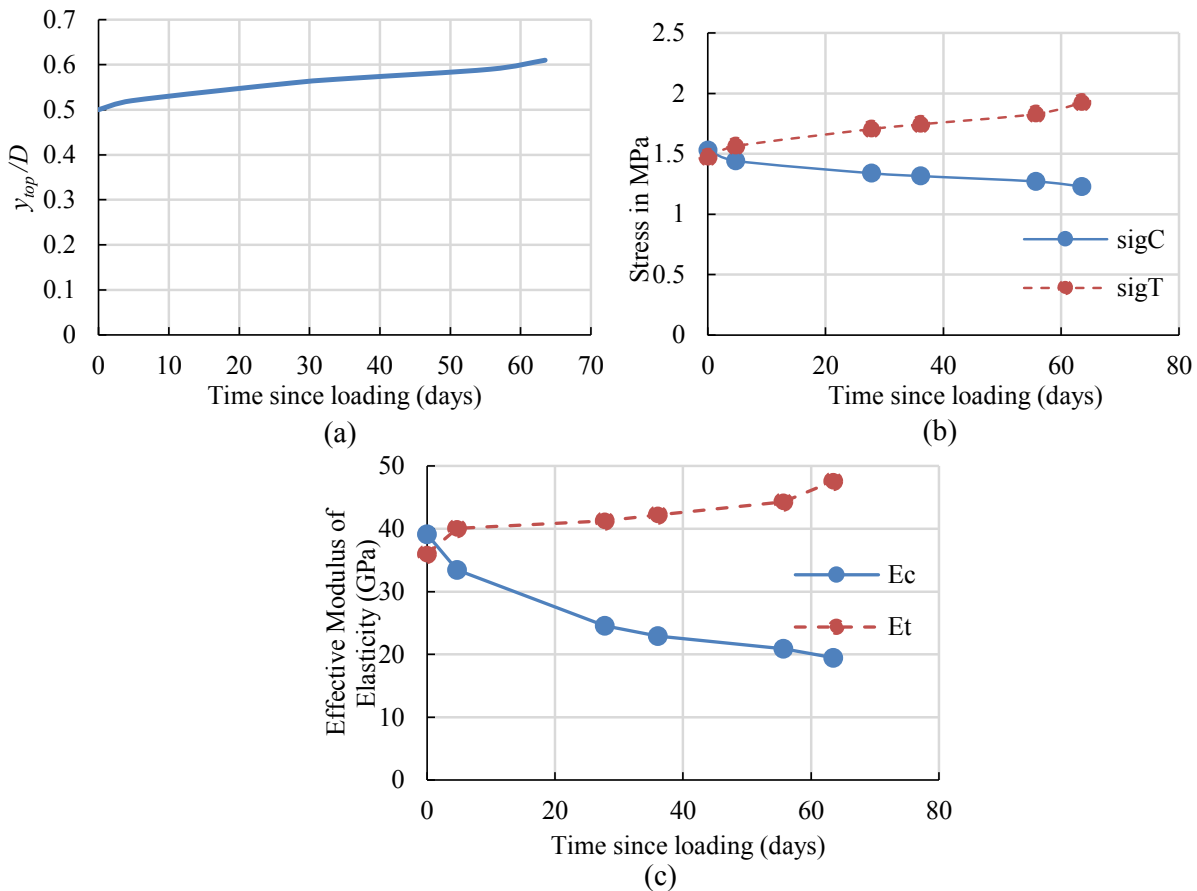 0.7
0.6
0.5
0.4
0.3
0.2
0.1
0
y_top/D
0 10 20 30 40 50 60 70
Time since loading (days)
(a)
2.5
2
1.5
1
0.5
0
Stress in MPa
sigC
sigT
0 20 40 60 80
Time since loading (days)
(b)
50
40
30
20
10
0
Effective Modulus of
Elasticity (GPa)
Ec
Et
0 20 40 60 80
Time since loading (days)
(c)